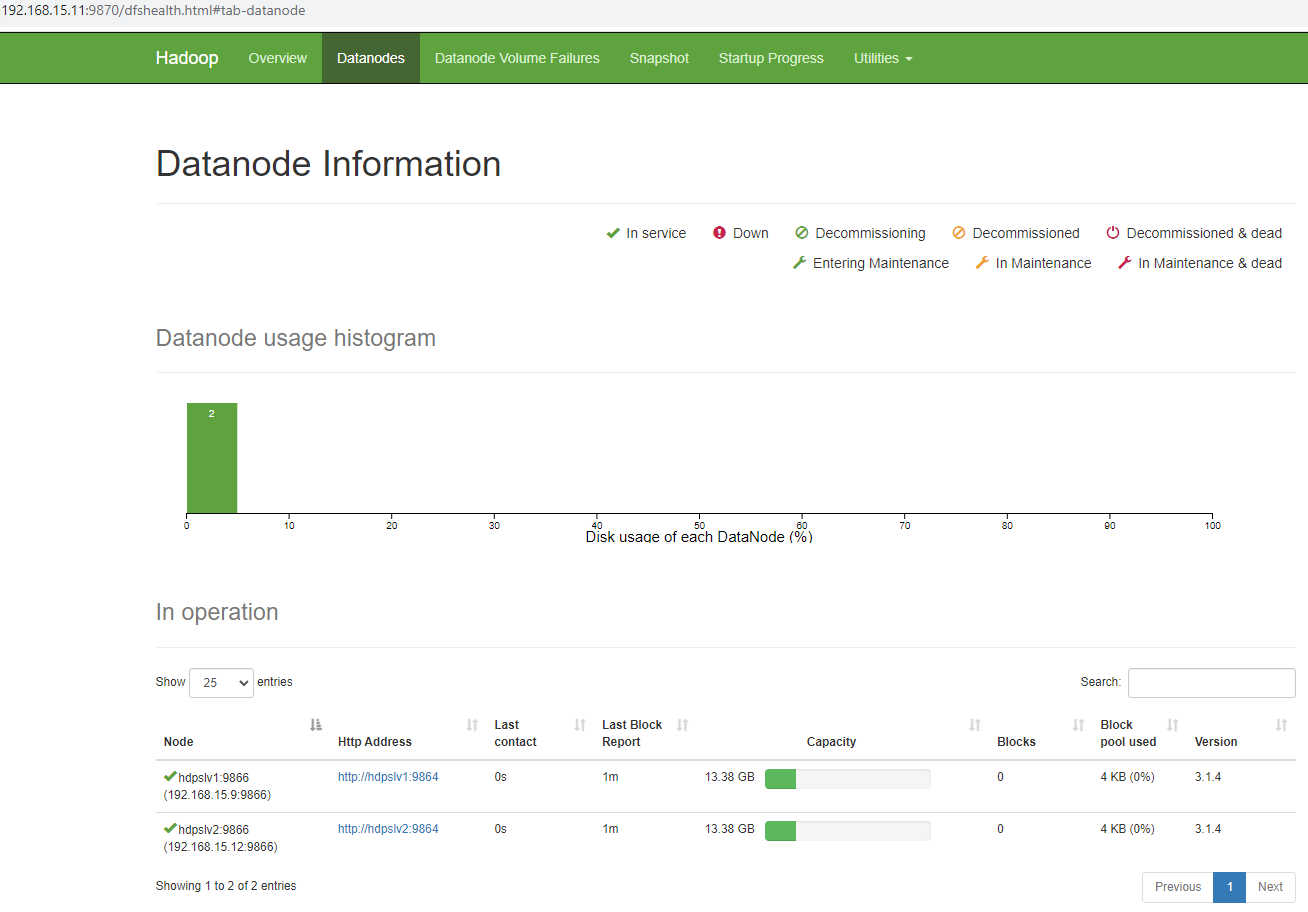 192.168.15.11:9870/dfshealth.html#tab-datanode
Hadoop Overview Datanodes Datanode Volume Failures Snapshot Startup Progress Utilities
Datanode Information
In service Down Decommissioning Decommissioned Decommissioned & dead
Entering Maintenance In Maintenance In Maintenance & dead
Datanode usage histogram
2
0 10 20 30 40 50 60 70 80 90 100
Disk usage of each DataNode (%)
In operation
Show 25 entries Search:
Node Http Address Last contact Last Block Report Capacity Blocks Block pool used Version
hdpslv1:9866 http://hdpslv1:9864 0s 1m 13.38 GB 0 4 KB (0%) 3.1.4
(192.168.15.9:9866)
hdpslv2:9866 http://hdpslv2:9864 0s 1m 13.38 GB 0 4 KB (0%) 3.1.4
(192.168.15.12:9866)
Showing 1 to 2 of 2 entries
Previous 1 Next